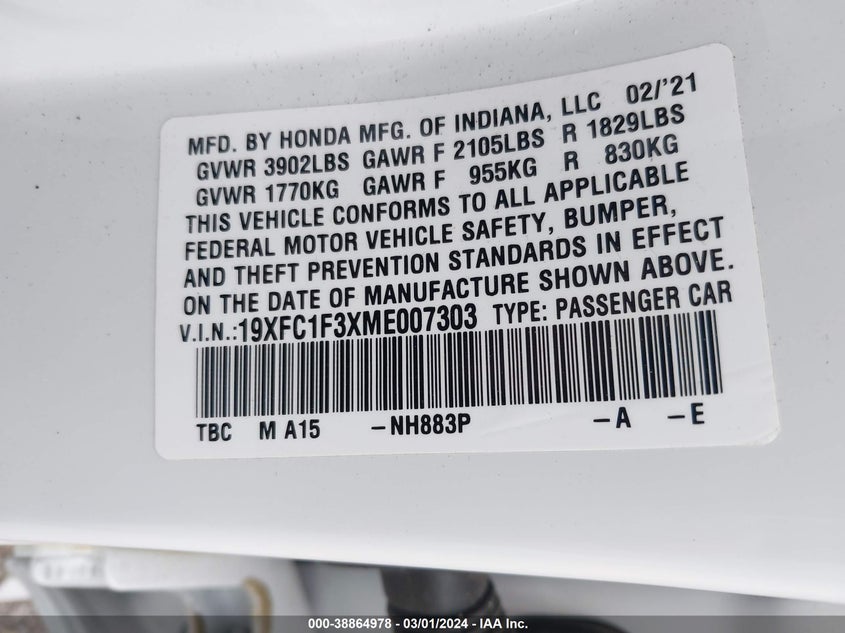 MFD. BY HONDA MFG. OF INDIANA, LLC 02/'21
GVWR 3902LBS GAWR F 2105LBS R 1829LBS
GVWR 1770KG GAWR F 955KG R 830KG
THIS VEHICLE CONFORMS TO ALL APPLICABLE
FEDERAL MOTOR VEHICLE SAFETY, BUMPER,
AND THEFT PREVENTION STANDARDS IN EFFECT
ON THE DATE OF MANUFACTURE SHOWN ABOVE.
V.I.N.:19XFC1F3XME007303 TYPE: PASSENGER CAR
TBC M A15 -NH883P -A -E
000-38864978 — 03/01/2024 — IAA Inc.